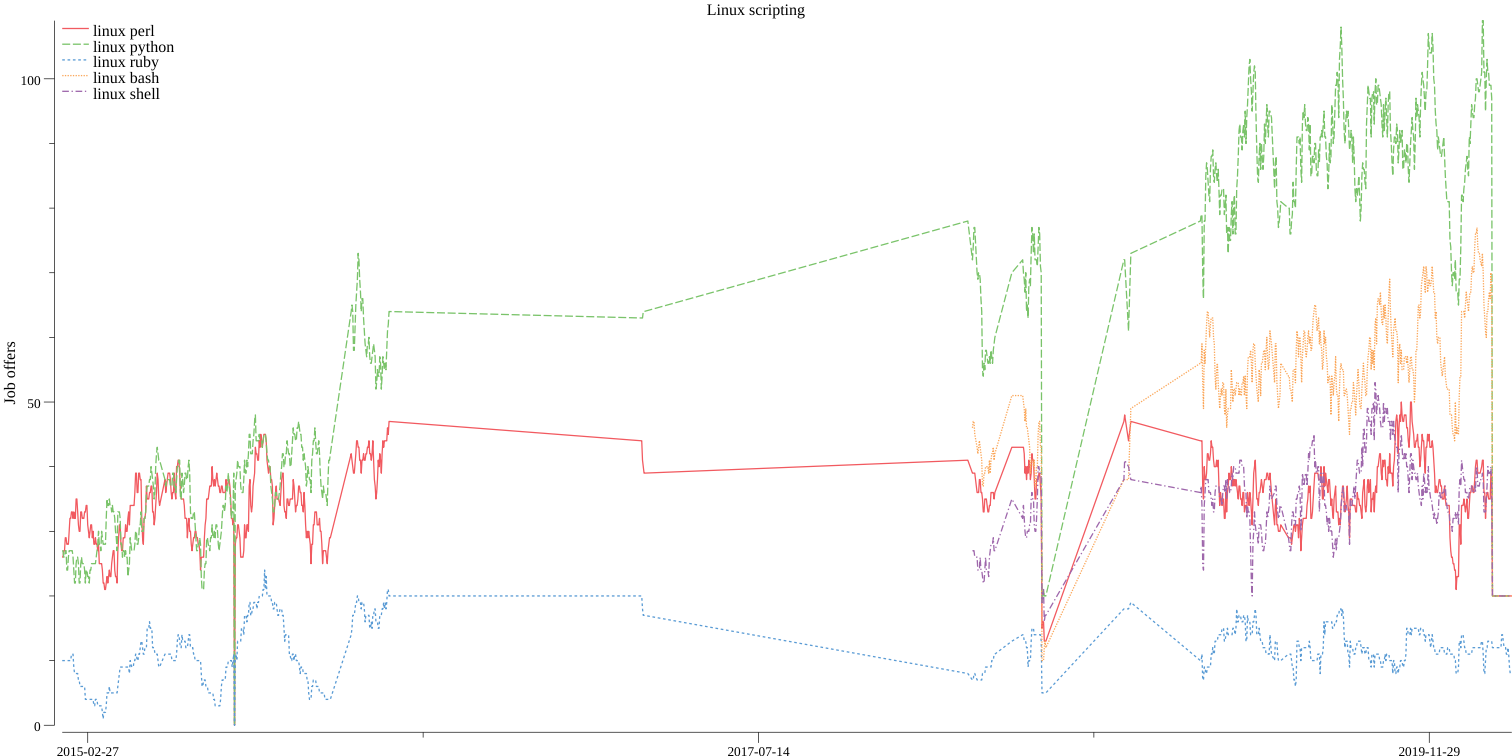 Linux scripting
linux perl
linux python
linux ruby
linux bash
linux shell
100
50
0
Job offers
2015-02-27
2017-07-14
2019-11-29